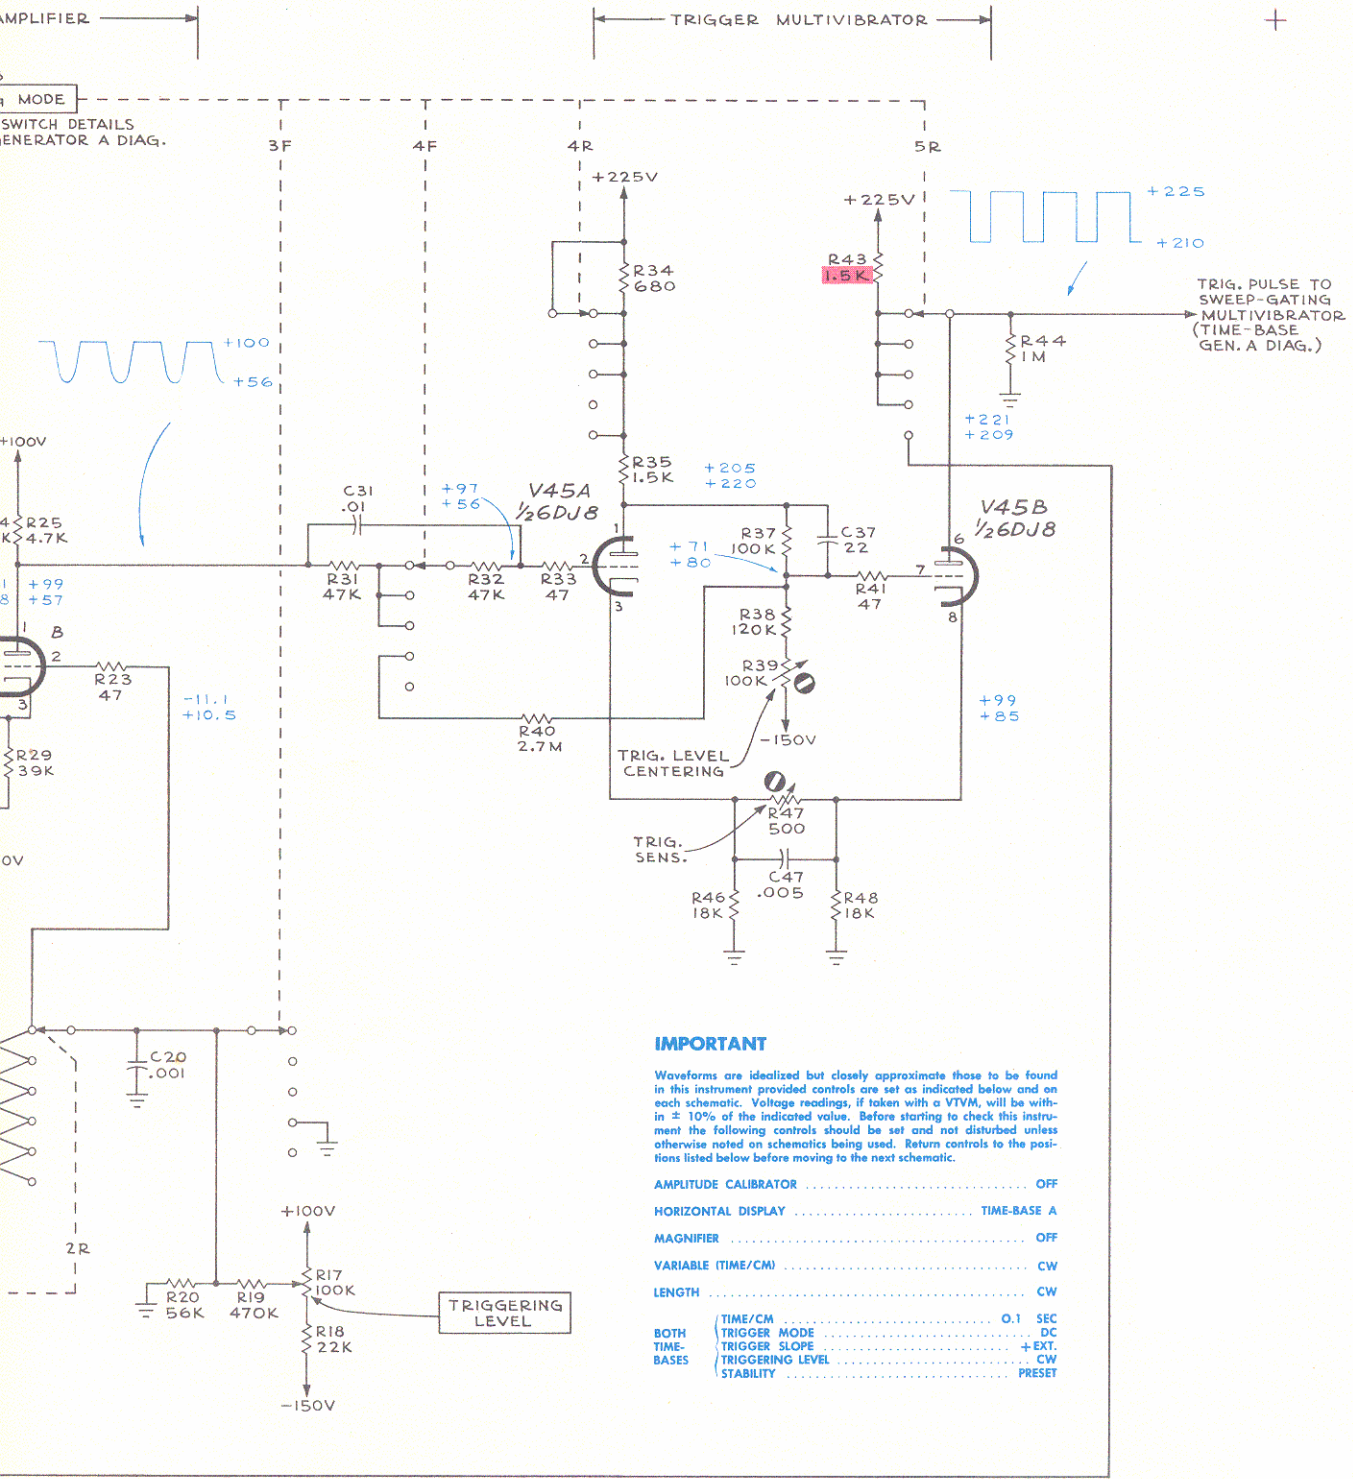 AMPLIFIER
TRIGGER MULTIVIBRATOR
MODE
SWITCH DETAILS
GENERATOR A DIAG.
3F
4F
4R
5R
+225V
+225V
+225
+210
R34
680
R43
1.5K
TRIG. PULSE TO
SWEEP-GATING
MULTIVIBRATOR
(TIME-BASE
GEN. A DIAG.)
R44
1M
+100
+56
+221
+209
+100V
R35
1.5K
+205
+220
C31
.01
+97
+56
V45A
½6DJ8
V45B
½6DJ8
R25
4.7K
R37
100K
C37
22
+71
+80
1
2
3
6
7
8
R31
47K
R32
47K
R33
47
R41
47
+99
+57
R38
120K
1
B
2
3
R23
47
R39
100K
-11.1
+10.5
+99
+85
R40
2.7M
-150V
R29
39K
TRIG. LEVEL
CENTERING
R47
500
TRIG.
SENS.
0V
C47
.005
R46
18K
R48
18K
C20
.001
IMPORTANT
Waveforms are idealized but closely approximate those to be found
in this instrument provided controls are set as indicated below and on
each schematic. Voltage readings, if taken with a VTVM, will be with-
in ± 10% of the indicated value. Before starting to check this instru-
ment the following controls should be set and not disturbed unless
otherwise noted on schematics being used. Return controls to the posi-
tions listed below before moving to the next schematic.
AMPLITUDE CALIBRATOR OFF
HORIZONTAL DISPLAY TIME-BASE A
MAGNIFIER OFF
VARIABLE (TIME/CM) CW
LENGTH CW
BOTH
TIME-
BASES
TIME/CM 0.1 SEC
TRIGGER MODE DC
TRIGGER SLOPE +EXT.
TRIGGERING LEVEL CW
STABILITY PRESET
+100V
2R
R20
56K
R19
470K
R17
100K
TRIGGERING
LEVEL
R18
22K
-150V